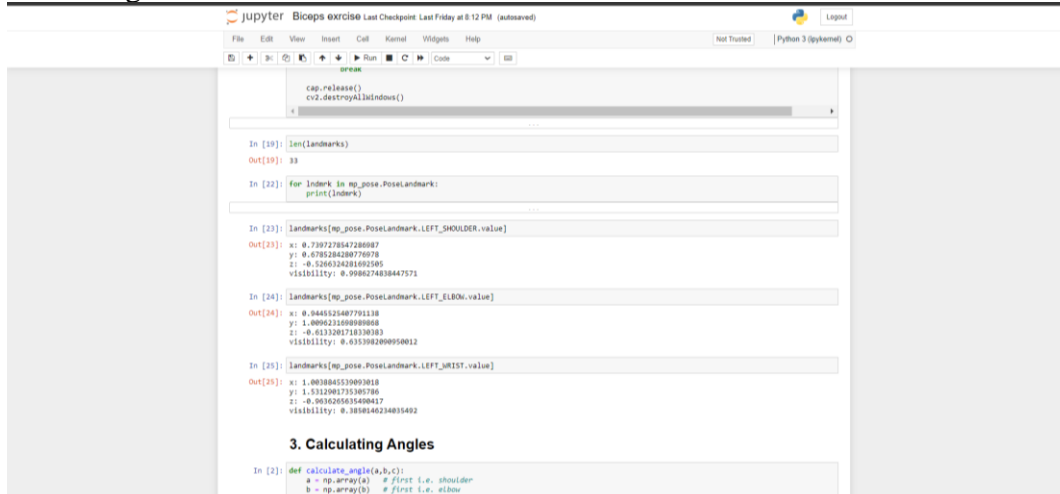 jupyter Biceps exrcise Last Checkpoint: Last Friday at 8:12 PM (autosaved)
Logout
File Edit View Insert Cell Kernel Widgets Help
Not Trusted
Python 3 (ipykernel)
Run Code
break
cap.release()
cv2.destroyAllWindows()
In [19]: len(landmarks)
Out[19]: 33
In [22]: for lndmrk in mp_pose.PoseLandmark:
print(lndmrk)
In [23]: landmarks[mp_pose.PoseLandmark.LEFT_SHOULDER.value]
Out[23]: x: 0.7397278547286987
y: 0.6785284280776978
z: -0.5266324281692505
visibility: 0.9986274838447571
In [24]: landmarks[mp_pose.PoseLandmark.LEFT_ELBOW.value]
Out[24]: x: 0.9445525407791138
y: 1.0096231698989868
z: -0.6133201718330383
visibility: 0.6353982090950012
In [25]: landmarks[mp_pose.PoseLandmark.LEFT_WRIST.value]
Out[25]: x: 1.0038845539093018
y: 1.5312901735305786
z: -0.9636265635490417
visibility: 0.3850146234035492
3. Calculating Angles
In [2]: def calculate_angle(a,b,c):
a = np.array(a) # first i.e. shoulder
b = np.array(b) # first i.e. elbow